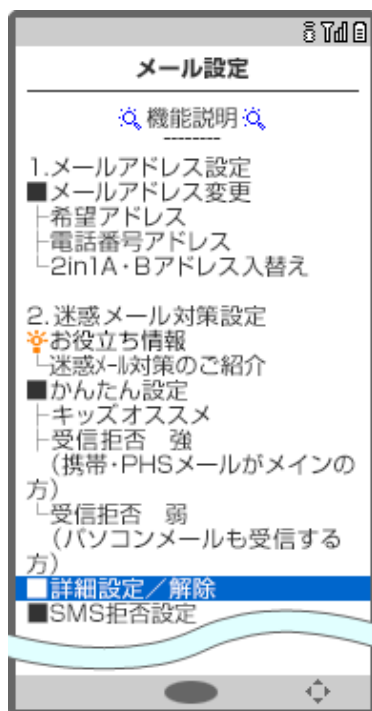 メール設定
機能説明
1.メールアドレス設定
■メールアドレス変更
├希望アドレス
├電話番号アドレス
└2in1A・Bアドレス入替え
2.迷惑メール対策設定
お役立ち情報
└迷惑ﾒｰﾙ対策のご紹介
■かんたん設定
├キッズオススメ
├受信拒否　強
（携帯・PHSメールがメインの
方）
└受信拒否　弱
（パソコンメールも受信する
方）
■詳細設定／解除
■SMS拒否設定